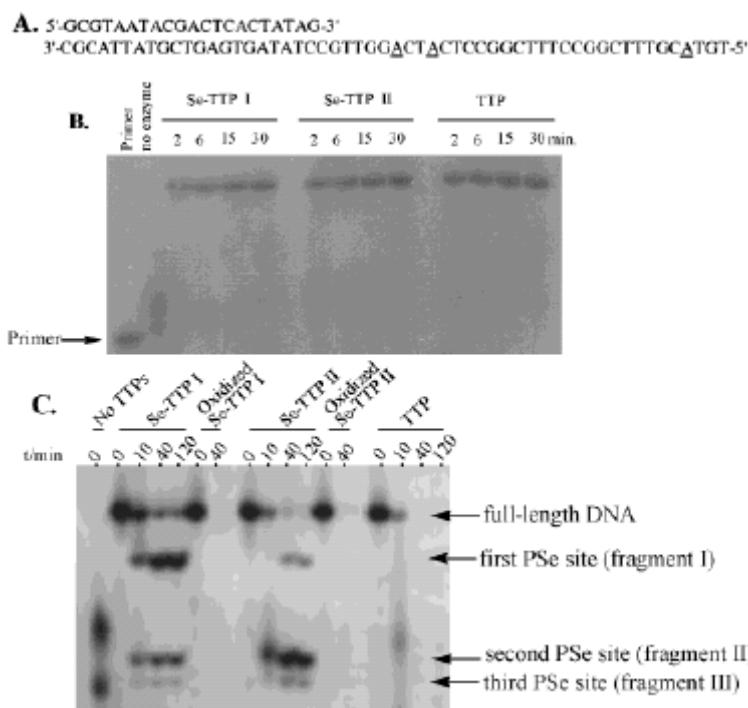 A. 5'-GCGTAATACGACTCACTATAG-3'
3'-CGCATTATGCTGAGTGATATCCGTTGGACTACTCCGGCTTTCCGGCTTTGCATGT-5'
B.
Primer
no enzyme
Se-TTP I Se-TTP II TTP
2 6 15 30 2 6 15 30 2 6 15 30 min.
Primer
C.
No TTPs
Se-TTP I
Oxidized
Se-TTP I
Se-TTP II
Oxidized
Se-TTP II
TTP
t/min 0 0 10 40 120 0 40 0 10 40 120 0 40 0 10 40 120
full-length DNA
first PSe site (fragment I)
second PSe site (fragment II
third PSe site (fragment III)